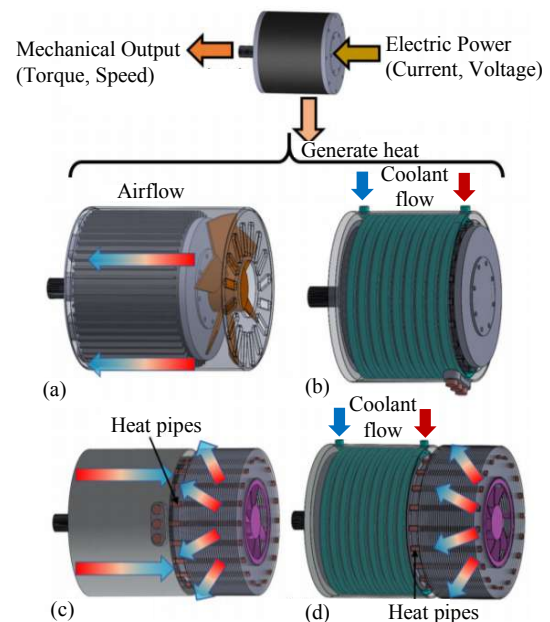 Mechanical Output
(Torque, Speed)
Electric Power
(Current, Voltage)
Generate heat
Airflow
Coolant
flow
(a)
(b)
Heat pipes
Coolant
flow
(c)
(d)
Heat pipes